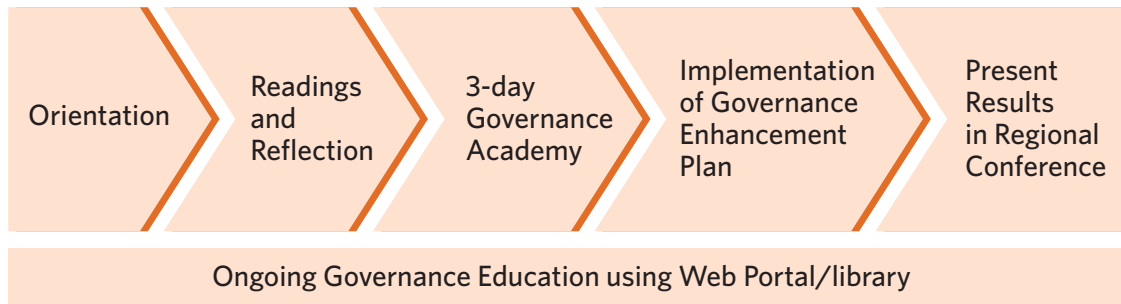 Orientation
Readings
and
Reflection
3-day
Governance
Academy
Implementation
of Governance
Enhancement
Plan
Present
Results
in Regional
Conference
Ongoing Governance Education using Web Portal/library